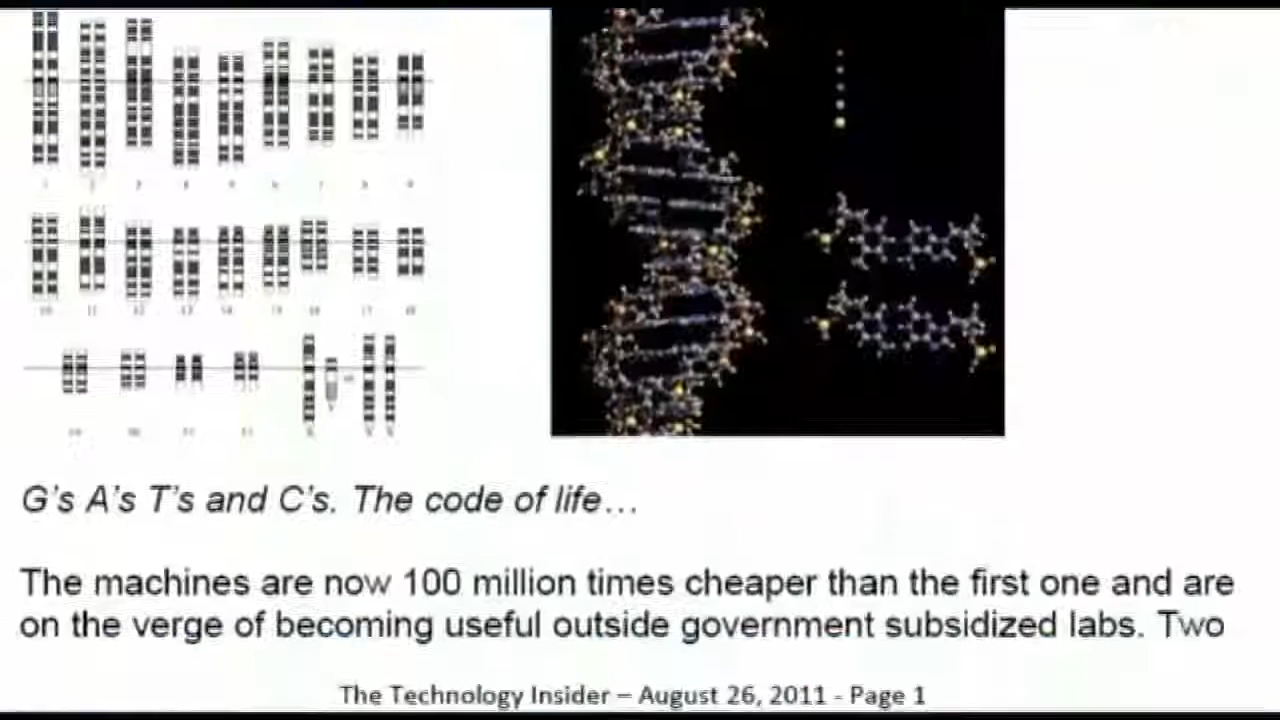 G's A's T's and C's. The code of life...
The machines are now 100 million times cheaper than the first one and are
on the verge of becoming useful outside government subsidized labs. Two
The Technology Insider – August 26, 2011 - Page 1